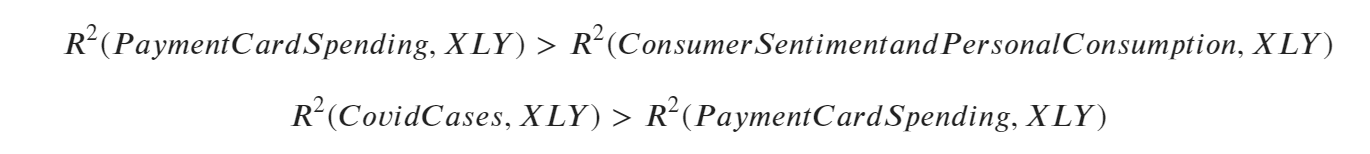 R²(PaymentCardSpending, XLY) > R²(ConsumerSentimentandPersonalConsumption, XLY)
R²(CovidCases, XLY) > R²(PaymentCardSpending, XLY)